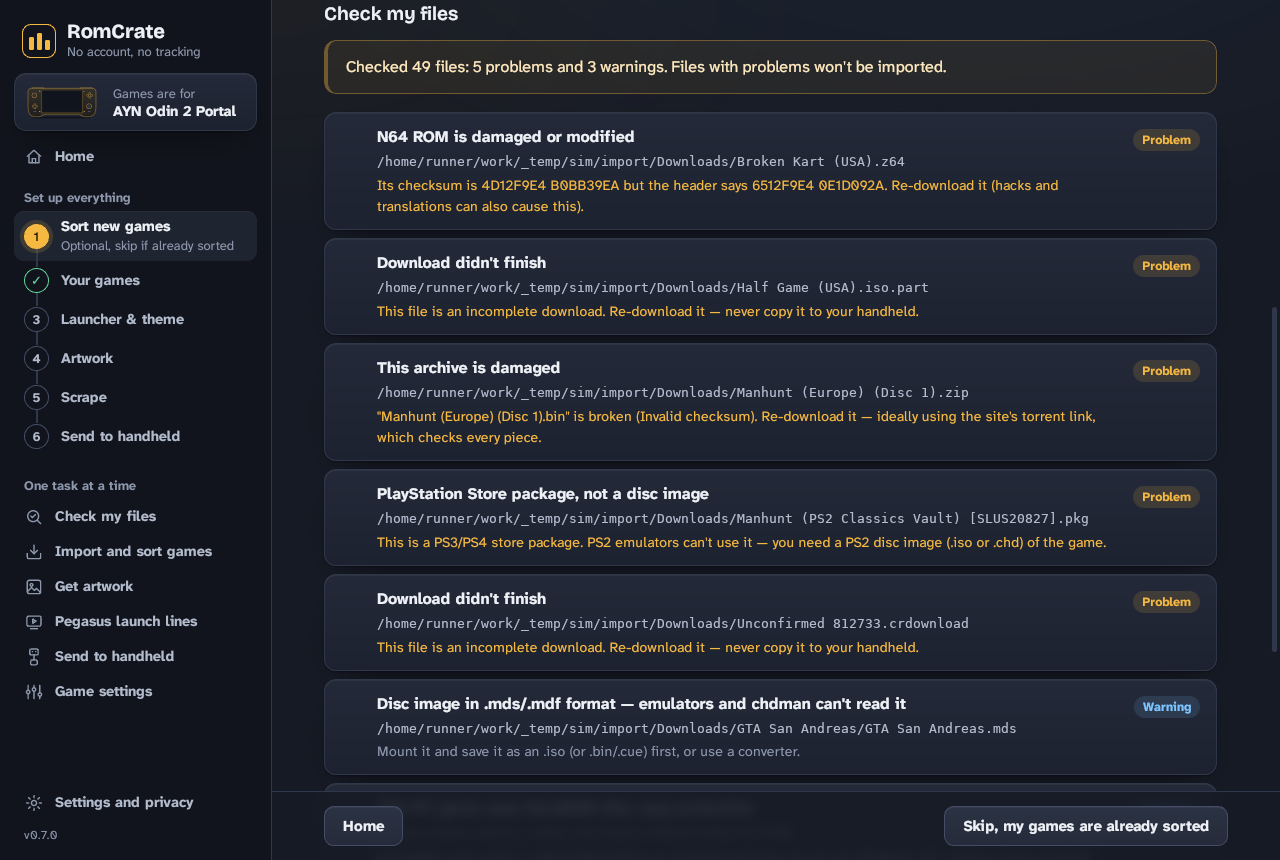 RomCrate
No account, no tracking
Games are for
AYN Odin 2 Portal
Home
Set up everything
1
Sort new games
Optional, skip if already sorted
✓
Your games
3
Launcher & theme
4
Artwork
5
Scrape
6
Send to handheld
One task at a time
Check my files
Import and sort games
Get artwork
Pegasus launch lines
Send to handheld
Game settings
Settings and privacy
v0.7.0
Check my files
Checked 49 files: 5 problems and 3 warnings. Files with problems won't be imported.
N64 ROM is damaged or modified
Problem
/home/runner/work/_temp/sim/import/Downloads/Broken Kart (USA).z64
Its checksum is 4D12F9E4 B0BB39EA but the header says 6512F9E4 0E1D092A. Re-download it (hacks and
translations can also cause this).
Download didn't finish
Problem
/home/runner/work/_temp/sim/import/Downloads/Half Game (USA).iso.part
This file is an incomplete download. Re-download it — never copy it to your handheld.
This archive is damaged
Problem
/home/runner/work/_temp/sim/import/Downloads/Manhunt (Europe) (Disc 1).zip
"Manhunt (Europe) (Disc 1).bin" is broken (Invalid checksum). Re-download it — ideally using the site's torrent link,
which checks every piece.
PlayStation Store package, not a disc image
Problem
/home/runner/work/_temp/sim/import/Downloads/Manhunt (PS2 Classics Vault) [SLUS20827].pkg
This is a PS3/PS4 store package. PS2 emulators can't use it — you need a PS2 disc image (.iso or .chd) of the game.
Download didn't finish
Problem
/home/runner/work/_temp/sim/import/Downloads/Unconfirmed 812733.crdownload
This file is an incomplete download. Re-download it — never copy it to your handheld.
Disc image in .mds/.mdf format — emulators and chdman can't read it
Warning
/home/runner/work/_temp/sim/import/Downloads/GTA San Andreas/GTA San Andreas.mds
Mount it and save it as an .iso (or .bin/.cue) first, or use a converter.
Home
Skip, my games are already sorted